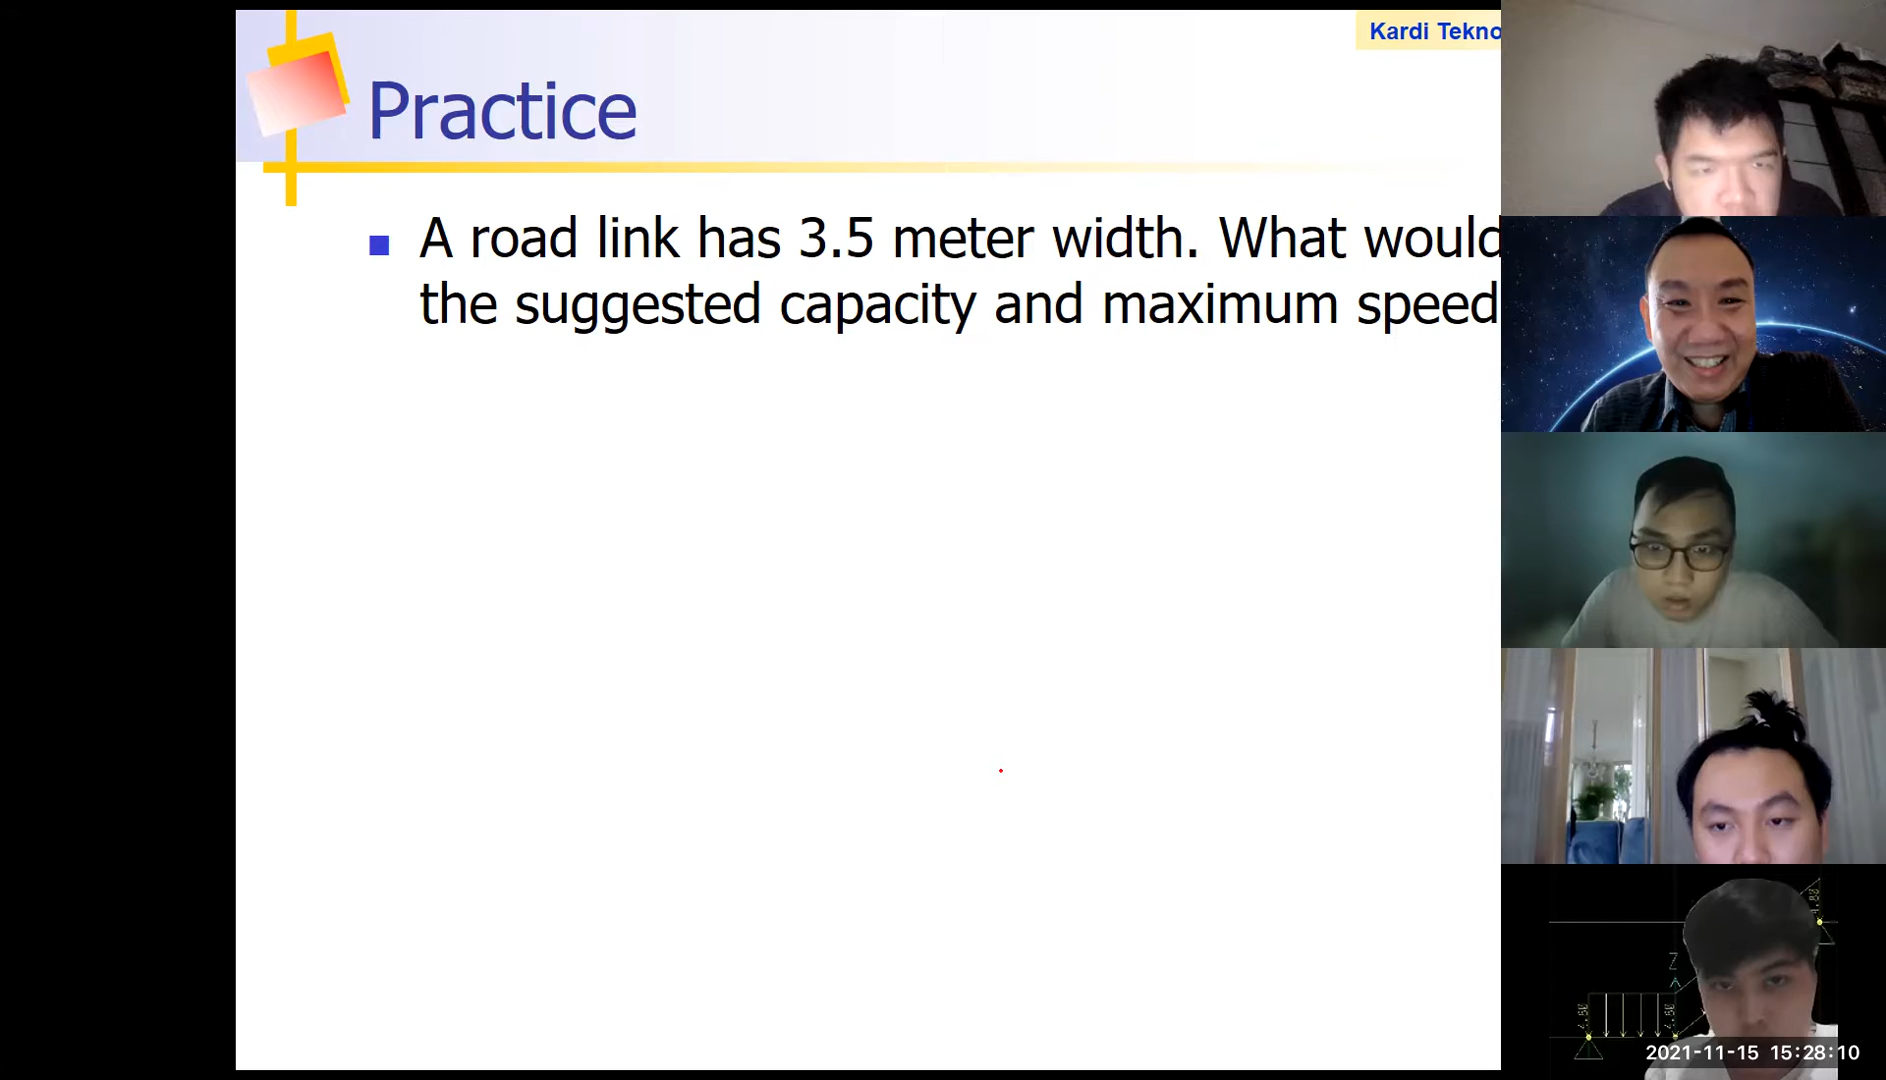 Kardi Tekno
Practice
A road link has 3.5 meter width. What would
the suggested capacity and maximum speed
Z
2021-11-15 15:28:10